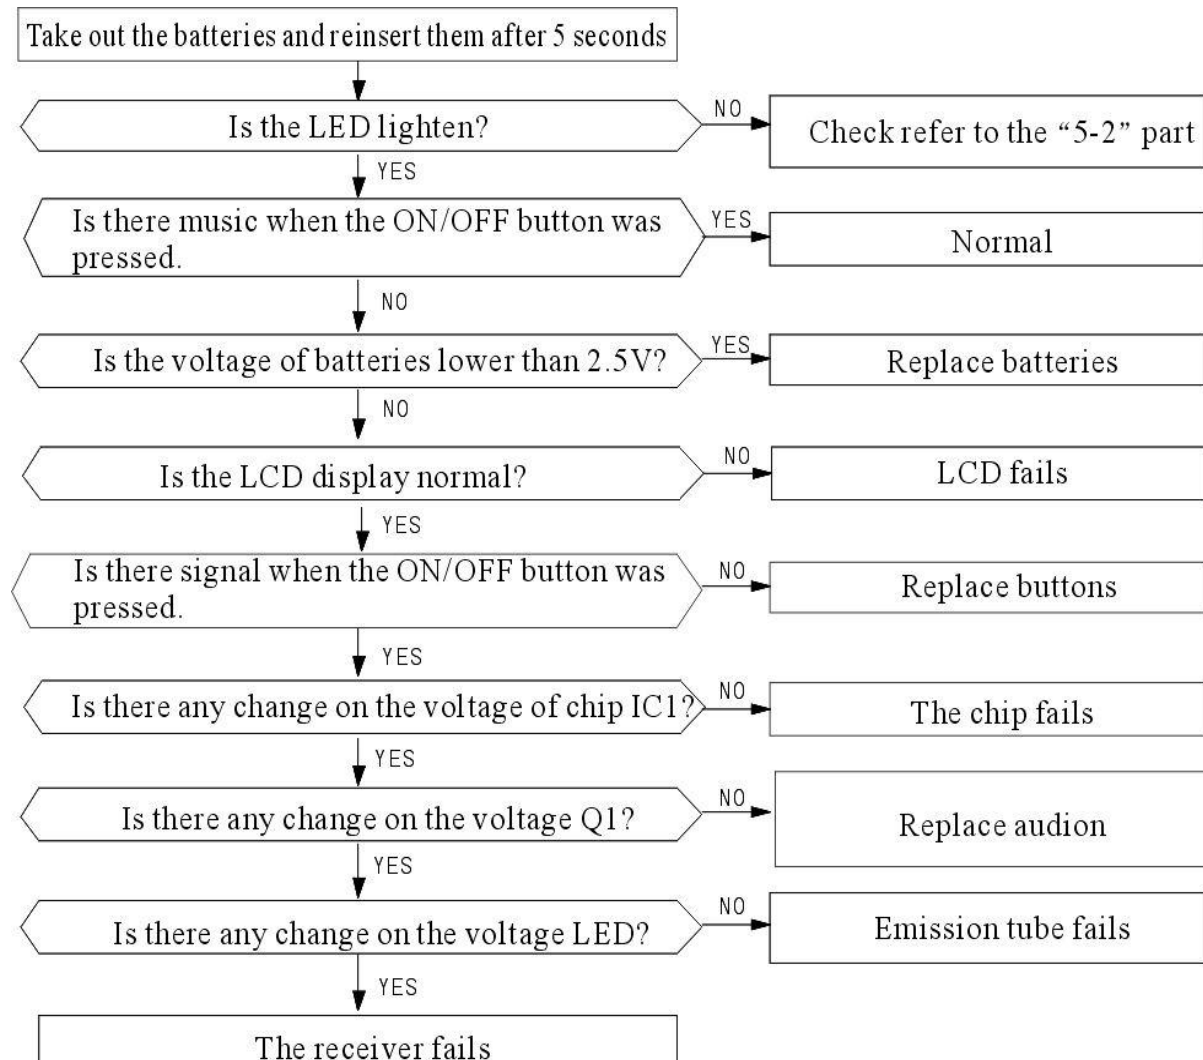 Take out the batteries and reinsert them after 5 seconds
Is the LED lighten?
NO
Check refer to the “5-2” part
YES
Is there music when the ON/OFF button was
pressed.
YES
Normal
NO
Is the voltage of batteries lower than 2.5V?
YES
Replace batteries
NO
Is the LCD display normal?
NO
LCD fails
YES
Is there signal when the ON/OFF button was
pressed.
NO
Replace buttons
YES
Is there any change on the voltage of chip IC1?
NO
The chip fails
YES
Is there any change on the voltage Q1?
NO
Replace audion
YES
Is there any change on the voltage LED?
NO
Emission tube fails
YES
The receiver fails